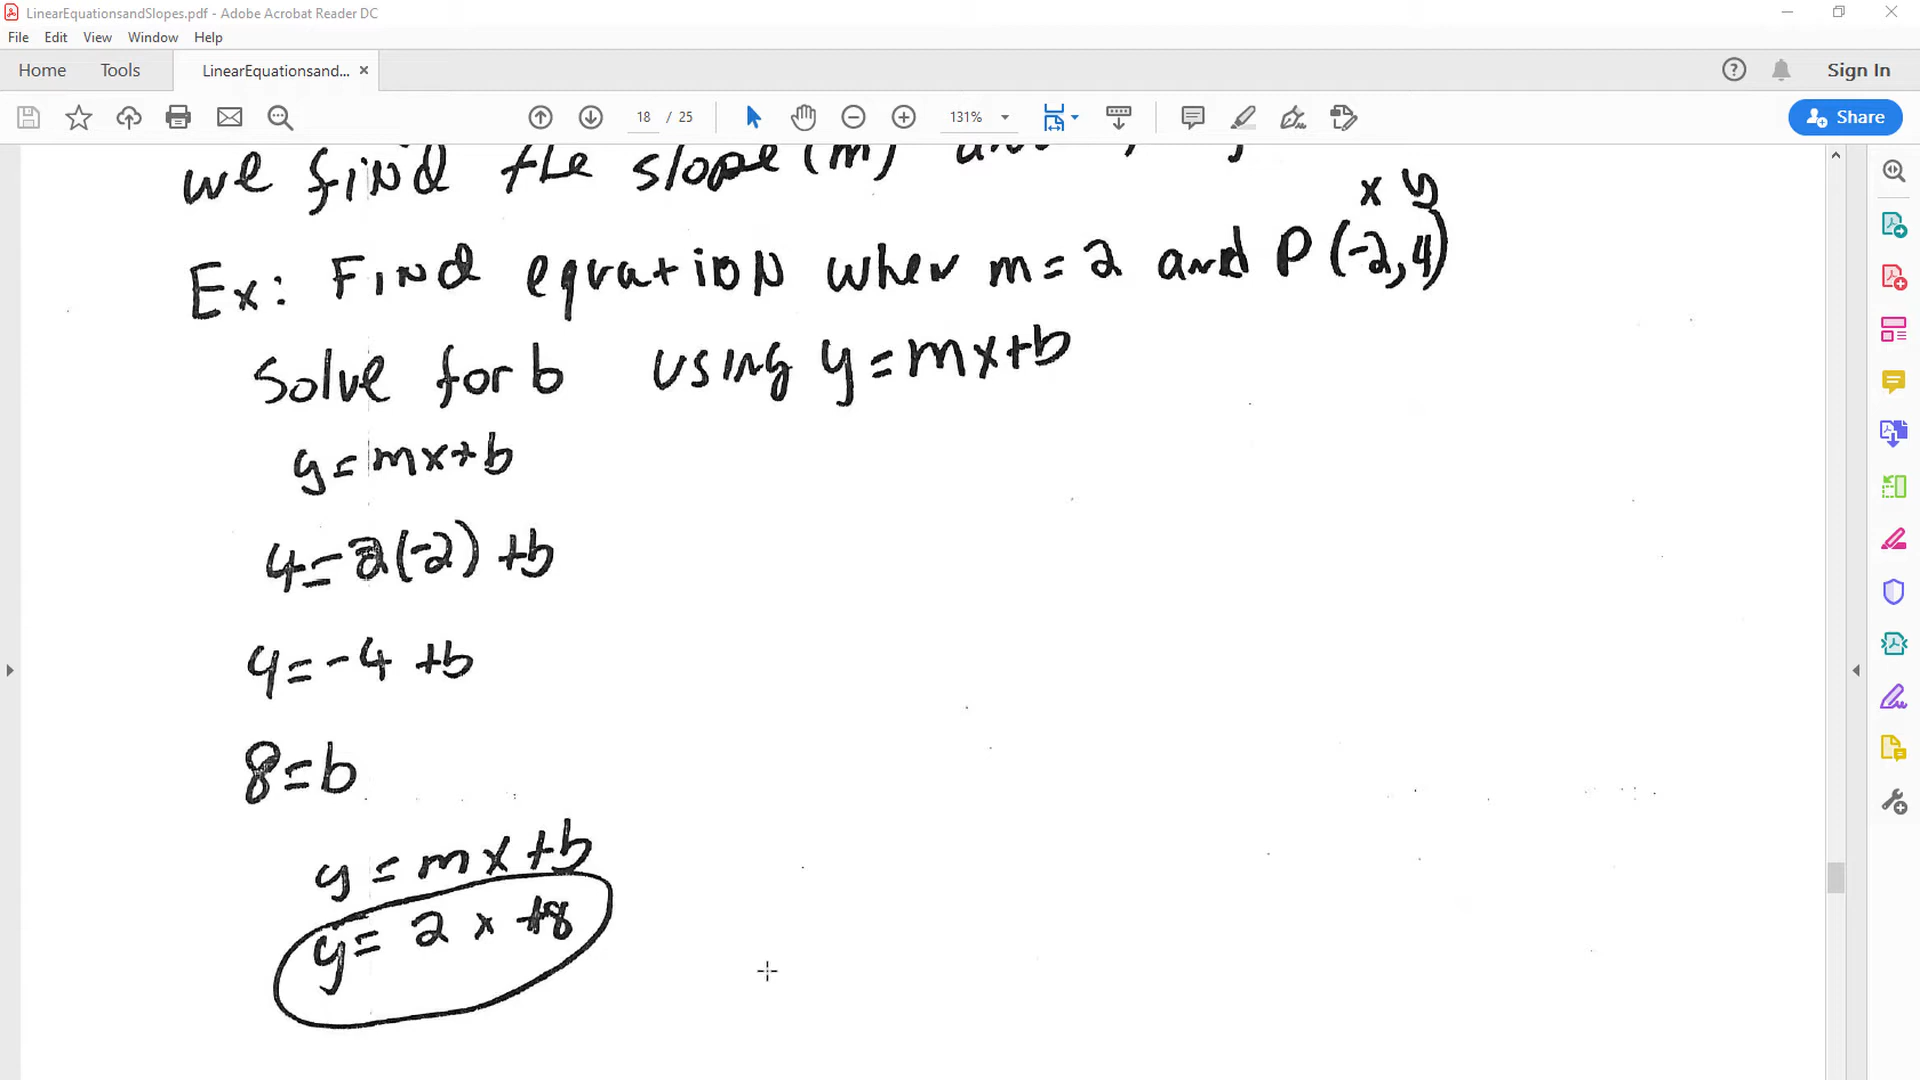 LinearEquationsandSlopes.pdf - Adobe Acrobat Reader DC
File Edit View Window Help
Home Tools LinearEquationsand... × Sign In
18 / 25 131% Share
we find the slope (m)
x y
Ex: Find equation when m = 2 and P (-2,4)
Solve for b using y = mx+b
y = mx+b
4 = 2(-2) +b
4 = -4 +b
8 = b
y = mx+b
y = 2x +8